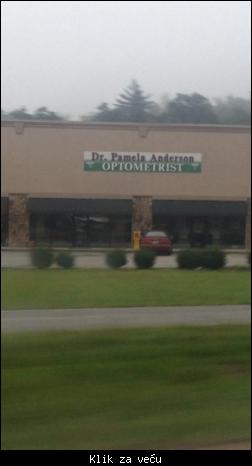 Dr. Pamela Anderson
OPTOMETRIST
Klik za veću